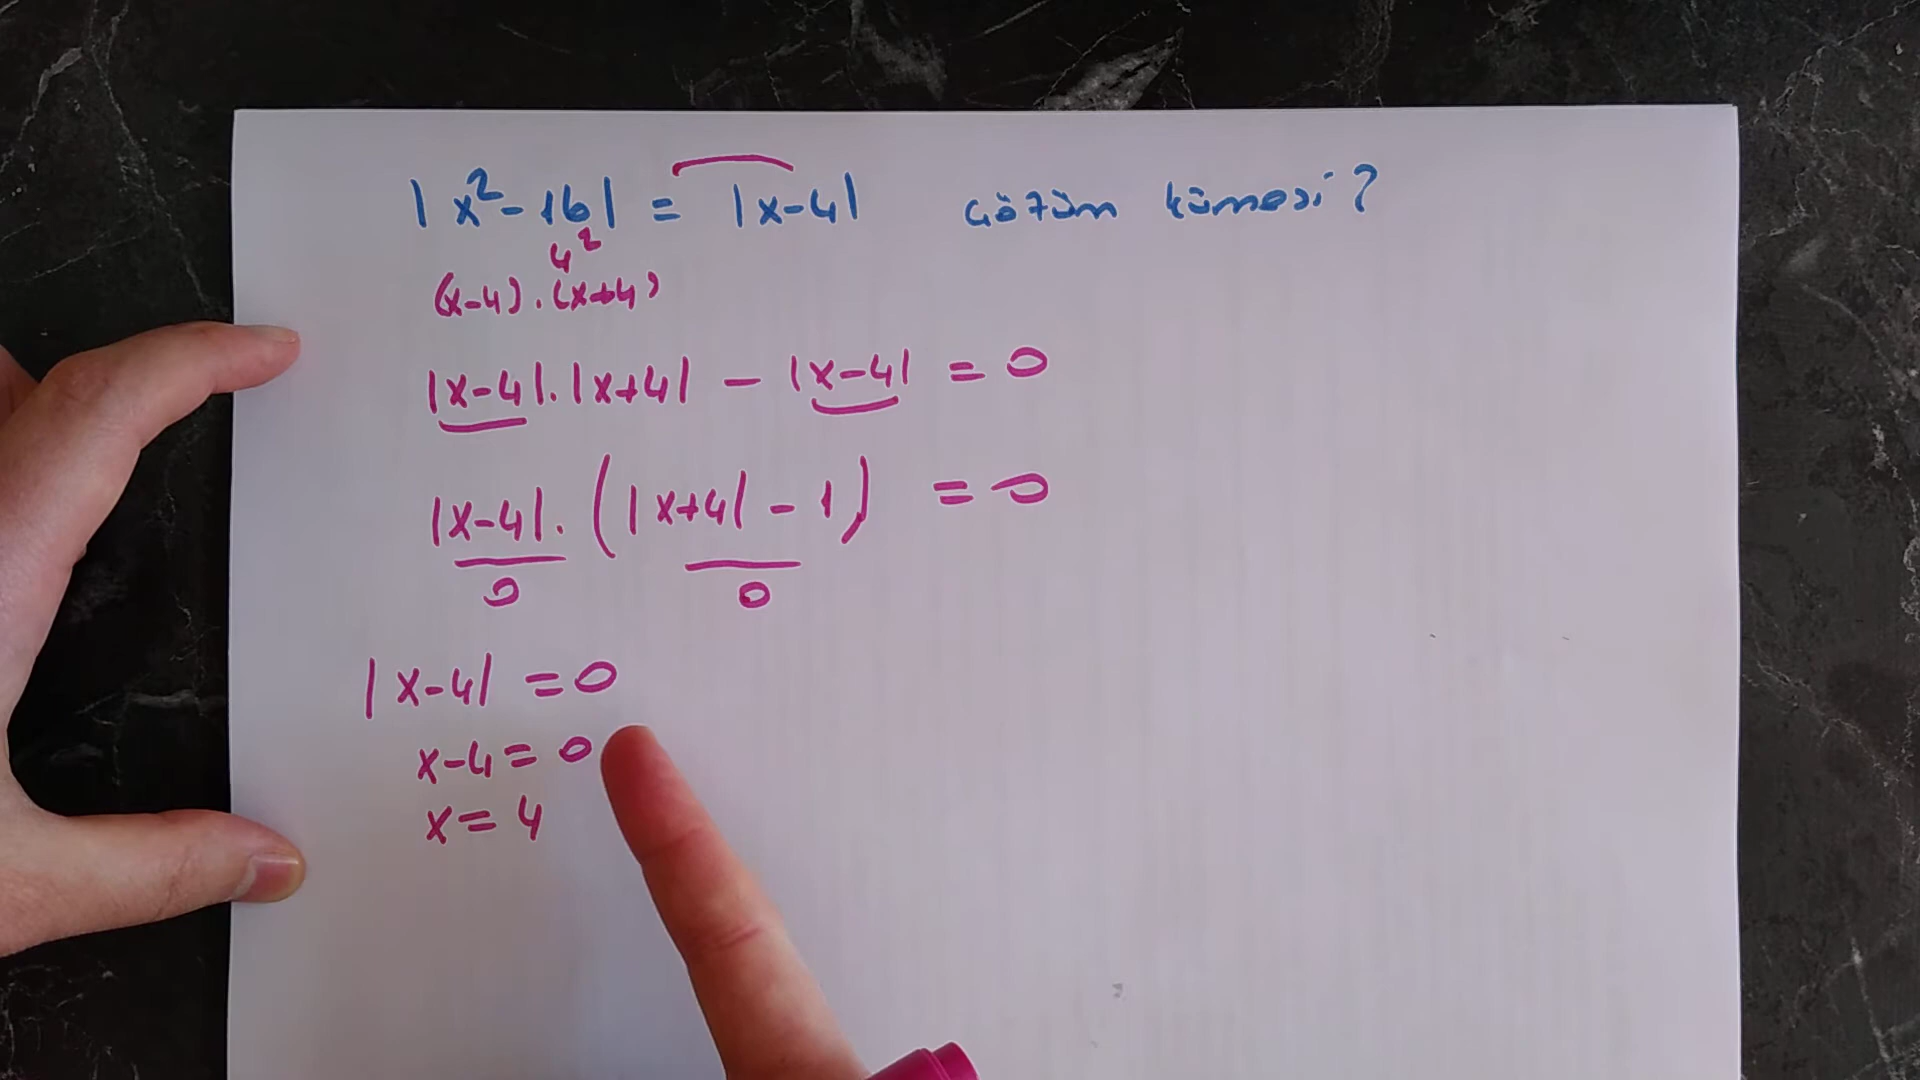 |x²-16| = |x-4| çözüm kümesi?
4²
(x-4).(x+4)
|x-4|.|x+4| - |x-4| = 0
|x-4|.(|x+4| - 1) = 0
0 0
|x-4| = 0
x-4 = 0
x = 4